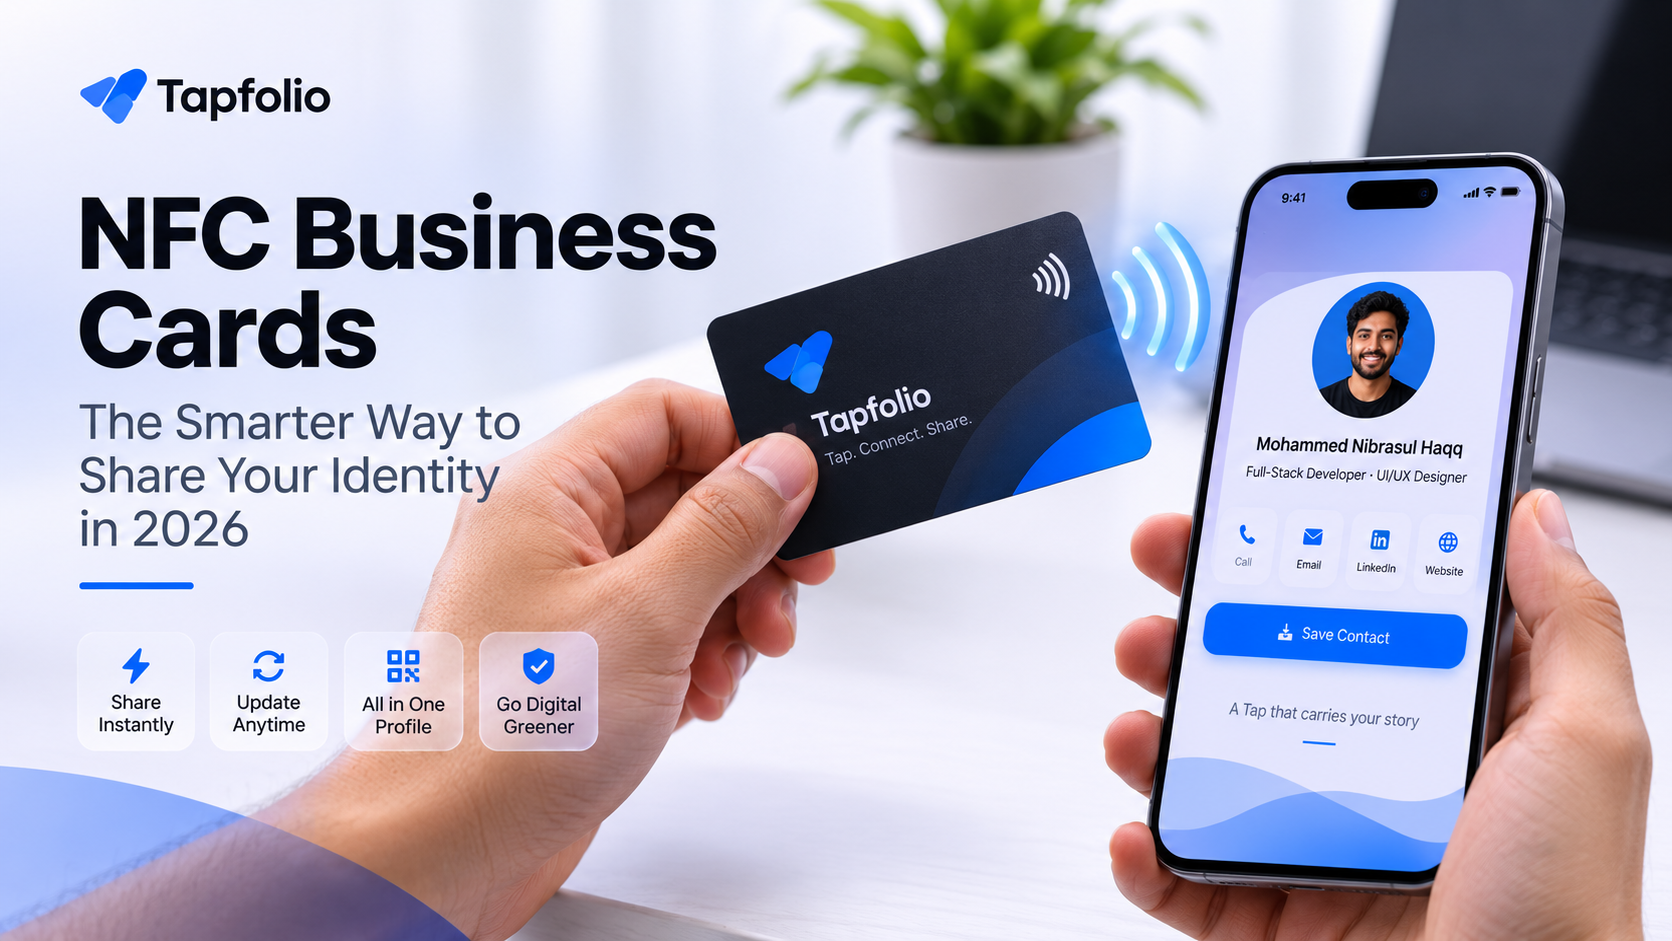 Tapfolio
NFC Business
Cards
The Smarter Way to
Share Your Identity
in 2026
Share
Instantly
Update
Anytime
All in One
Profile
Go Digital
Greener
Tapfolio
Tap. Connect. Share.
9:41
Mohammed Nibrasul Haqq
Full-Stack Developer · UI/UX Designer
Call
Email
LinkedIn
Website
Save Contact
A Tap that carries your story